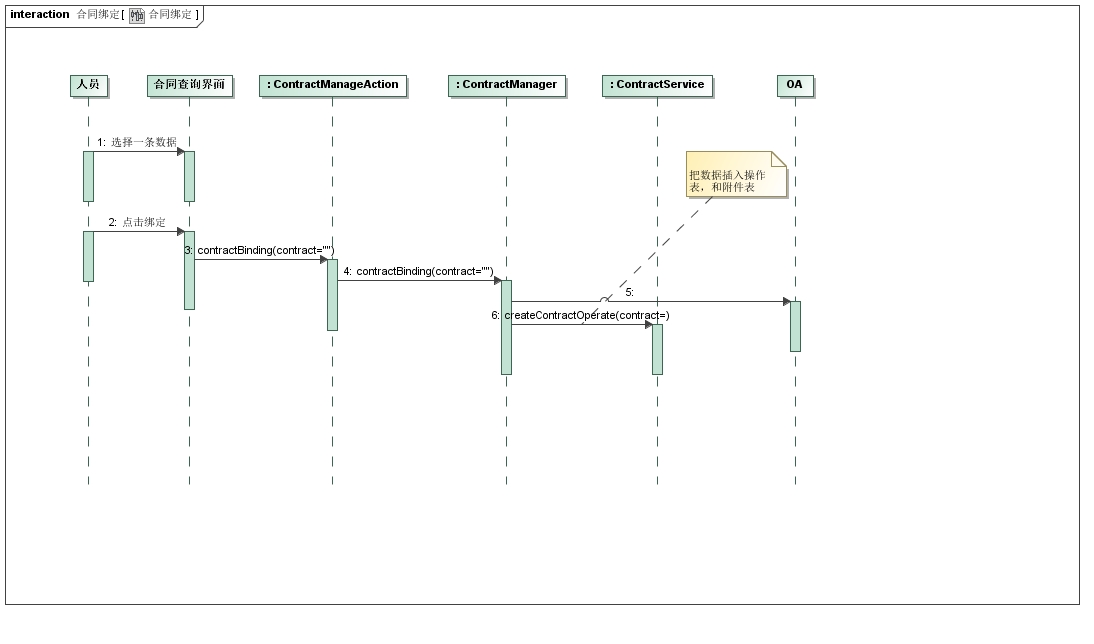 interaction 合同绑定[ 合同绑定 ]
人员
合同查询界面
: ContractManageAction
: ContractManager
: ContractService
OA
1: 选择一条数据
把数据插入操作
表，和附件表
2: 点击绑定
3: contractBinding(contract="")
4: contractBinding(contract="")
5:
6: createContractOperate(contract=)